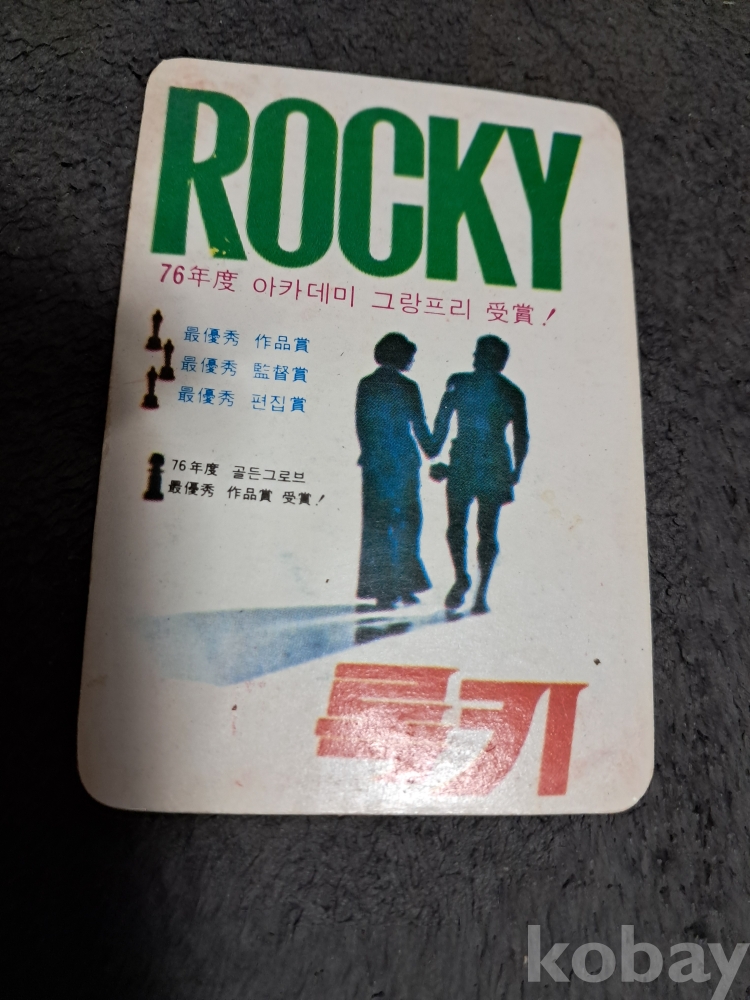 ROCKY
76年度 아카데미 그랑프리 受賞!
最優秀 作品賞
最優秀 監督賞
最優秀 편집賞
76年度 골든그로브
最優秀 作品賞 受賞!
록키
kobay